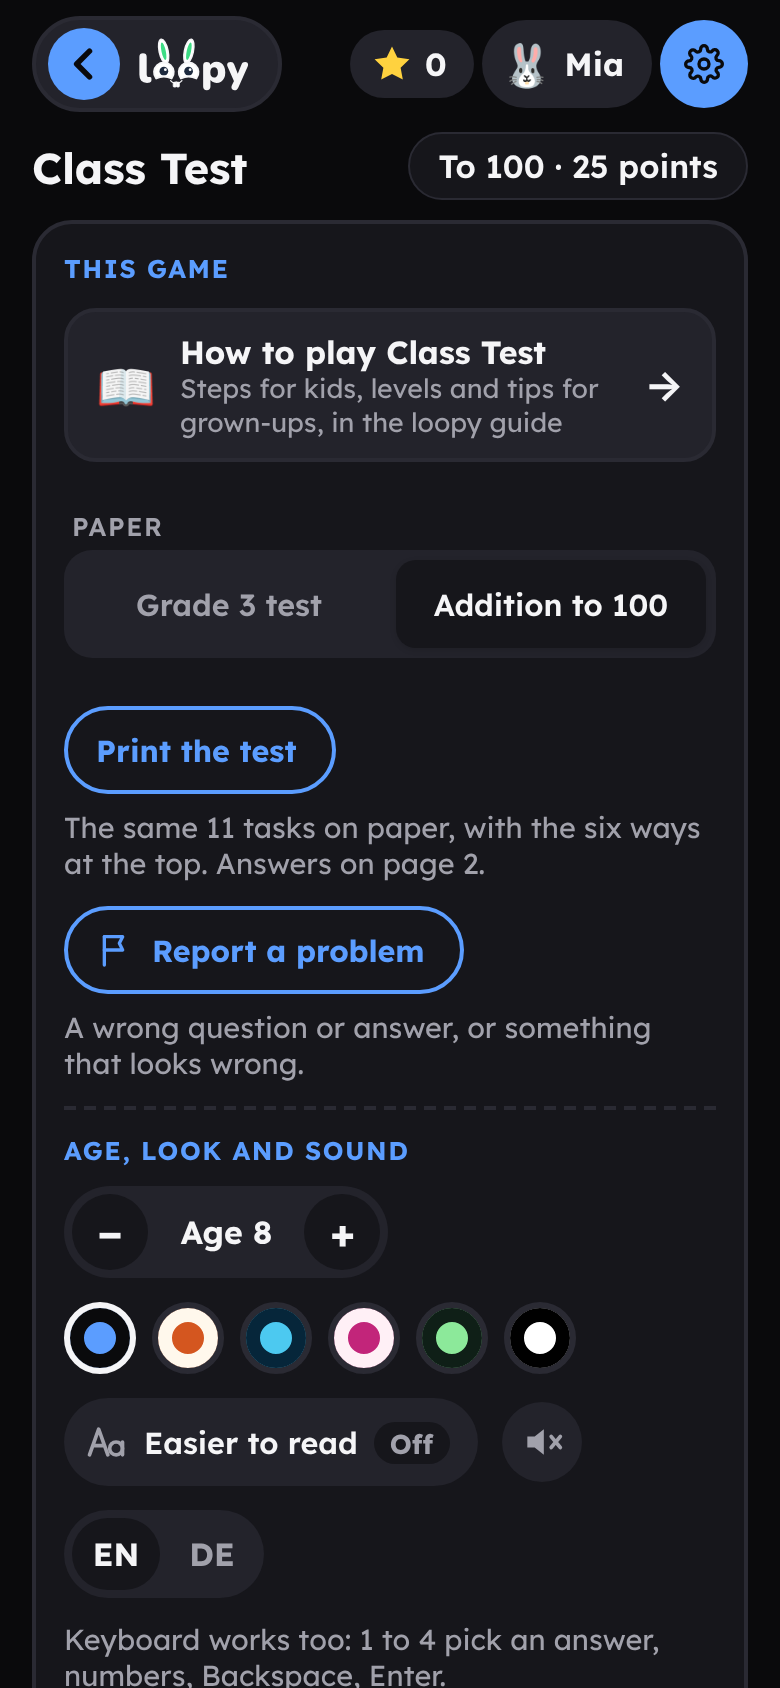 loopy
0
Mia
Class Test
To 100 · 25 points
THIS GAME
How to play Class Test
Steps for kids, levels and tips for
grown-ups, in the loopy guide
PAPER
Grade 3 test
Addition to 100
Print the test
The same 11 tasks on paper, with the six ways
at the top. Answers on page 2.
Report a problem
A wrong question or answer, or something
that looks wrong.
AGE, LOOK AND SOUND
− Age 8 +
Aa Easier to read Off
EN DE
Keyboard works too: 1 to 4 pick an answer,
numbers, Backspace, Enter.